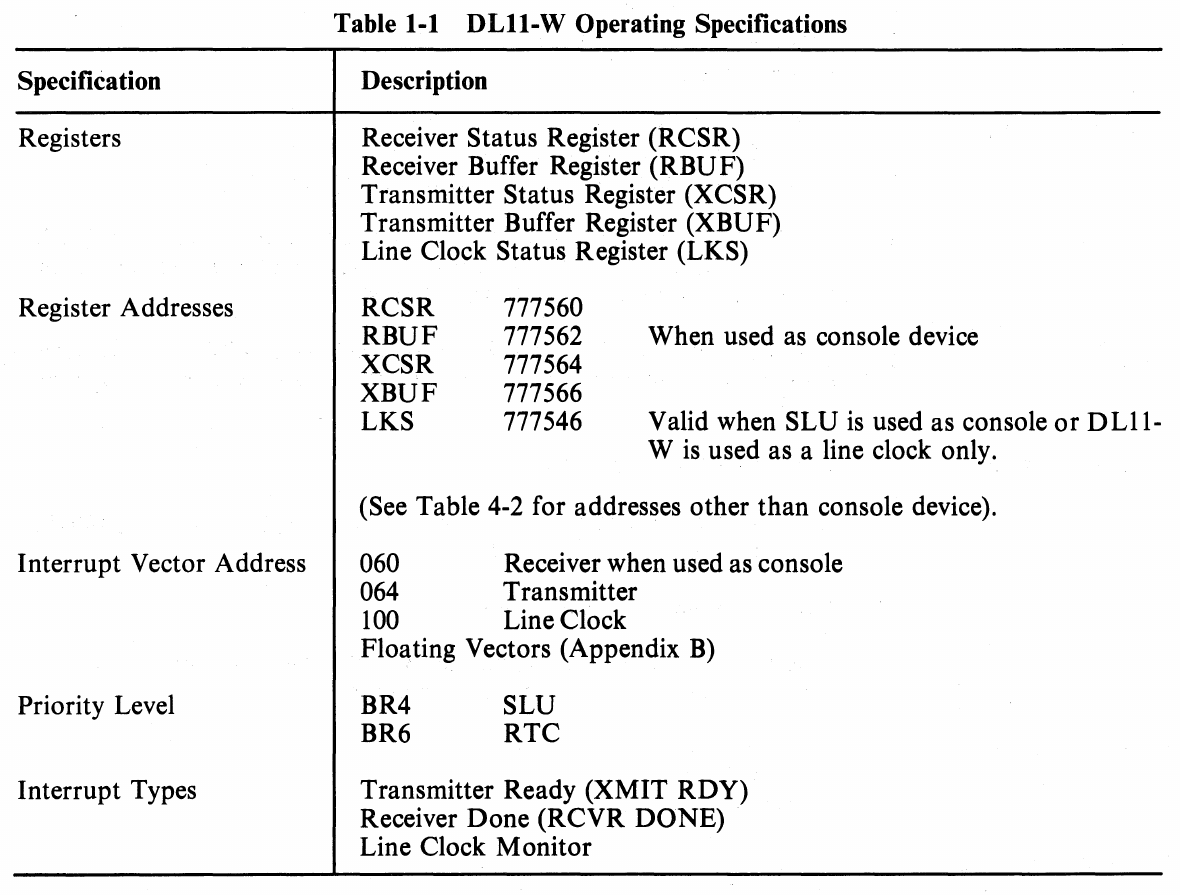 Table 1-1 DL11-W Operating Specifications
Specification Description
Registers Receiver Status Register (RCSR)
Receiver Buffer Register (RBUF)
Transmitter Status Register (XCSR)
Transmitter Buffer Register (XBUF)
Line Clock Status Register (LKS)
Register Addresses RCSR 777560
RBUF 777562 When used as console device
XCSR 777564
XBUF 777566
LKS 777546 Valid when SLU is used as console or DL11-
W is used as a line clock only.
(See Table 4-2 for addresses other than console device).
Interrupt Vector Address 060 Receiver when used as console
064 Transmitter
100 Line Clock
Floating Vectors (Appendix B)
Priority Level BR4 SLU
BR6 RTC
Interrupt Types Transmitter Ready (XMIT RDY)
Receiver Done (RCVR DONE)
Line Clock Monitor